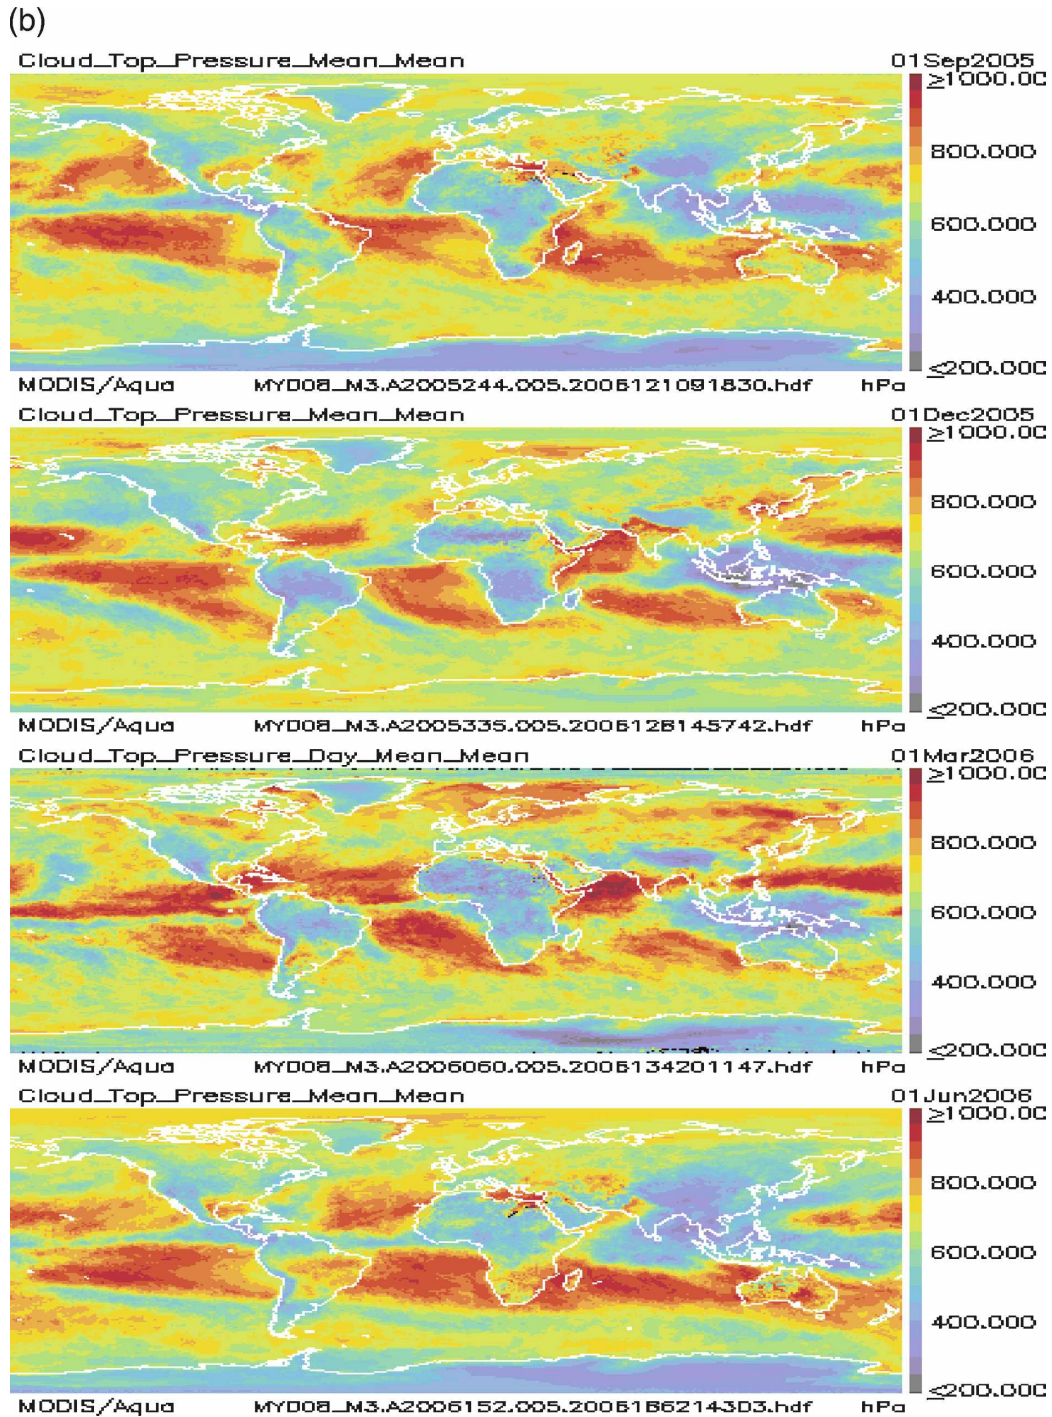 (b)
Cloud_Top_Pressure_Mean_Mean 01Sep2005
≥1000.00
800.000
600.000
400.000
≤200.000
MODIS/Aqua MYD08_M3.A2005244.005.2006121091830.hdf hPa
Cloud_Top_Pressure_Mean_Mean 01Dec2005
≥1000.00
800.000
600.000
400.000
≤200.000
MODIS/Aqua MYD08_M3.A2005335.005.2006126145742.hdf hPa
Cloud_Top_Pressure_Day_Mean_Mean 01Mar2006
≥1000.00
800.000
600.000
400.000
≤200.000
MODIS/Aqua MYD08_M3.A2006060.005.2006134201147.hdf hPa
Cloud_Top_Pressure_Mean_Mean 01Jun2006
≥1000.00
800.000
600.000
400.000
≤200.000
MODIS/Aqua MYD08_M3.A2006152.005.2006186214303.hdf hPa